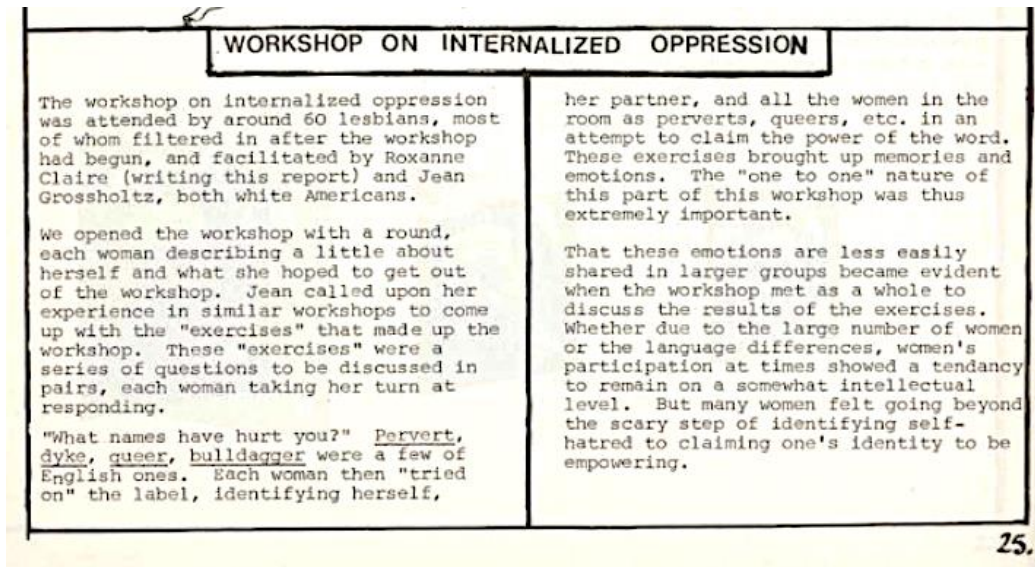 WORKSHOP ON INTERNALIZED OPPRESSION
The workshop on internalized oppression
was attended by around 60 lesbians, most
of whom filtered in after the workshop
had begun, and facilitated by Roxanne
Claire (writing this report) and Jean
Grossholtz, both white Americans.
We opened the workshop with a round,
each woman describing a little about
herself and what she hoped to get out
of the workshop. Jean called upon her
experience in similar workshops to come
up with the "exercises" that made up the
workshop. These "exercises" were a
series of questions to be discussed in
pairs, each woman taking her turn at
responding.
"What names have hurt you?" Pervert,
dyke, queer, bulldagger were a few of
English ones. Each woman then "tried
on" the label, identifying herself,
her partner, and all the women in the
room as perverts, queers, etc. in an
attempt to claim the power of the word.
These exercises brought up memories and
emotions. The "one to one" nature of
this part of this workshop was thus
extremely important.
That these emotions are less easily
shared in larger groups became evident
when the workshop met as a whole to
discuss the results of the exercises.
Whether due to the large number of women
or the language differences, women's
participation at times showed a tendancy
to remain on a somewhat intellectual
level. But many women felt going beyond
the scary step of identifying self-
hatred to claiming one's identity to be
empowering.
25.